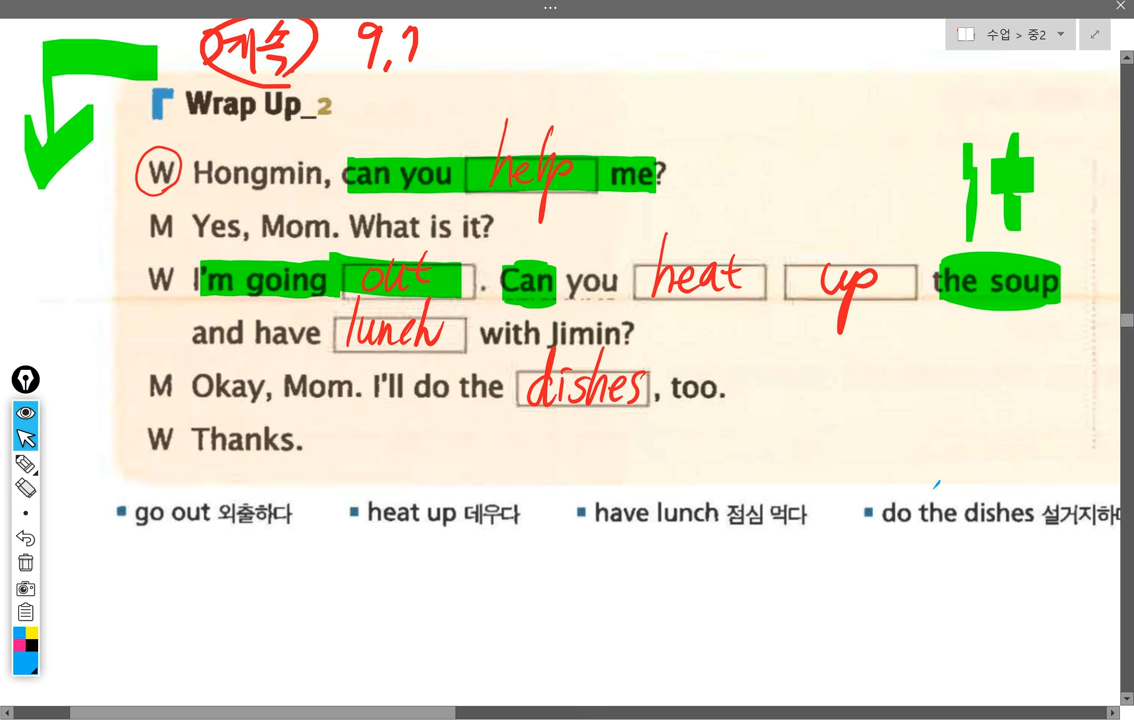 ...
수업 > 중2
계속 9,7
Wrap Up_2
W Hongmin, can you help me?
M Yes, Mom. What is it?
it
W I'm going out. Can you heat up the soup
and have lunch with Jimin?
M Okay, Mom. I'll do the dishes, too.
W Thanks.
▪ go out 외출하다 ▪ heat up 데우다 ▪ have lunch 점심 먹다 ▪ do the dishes 설거지하